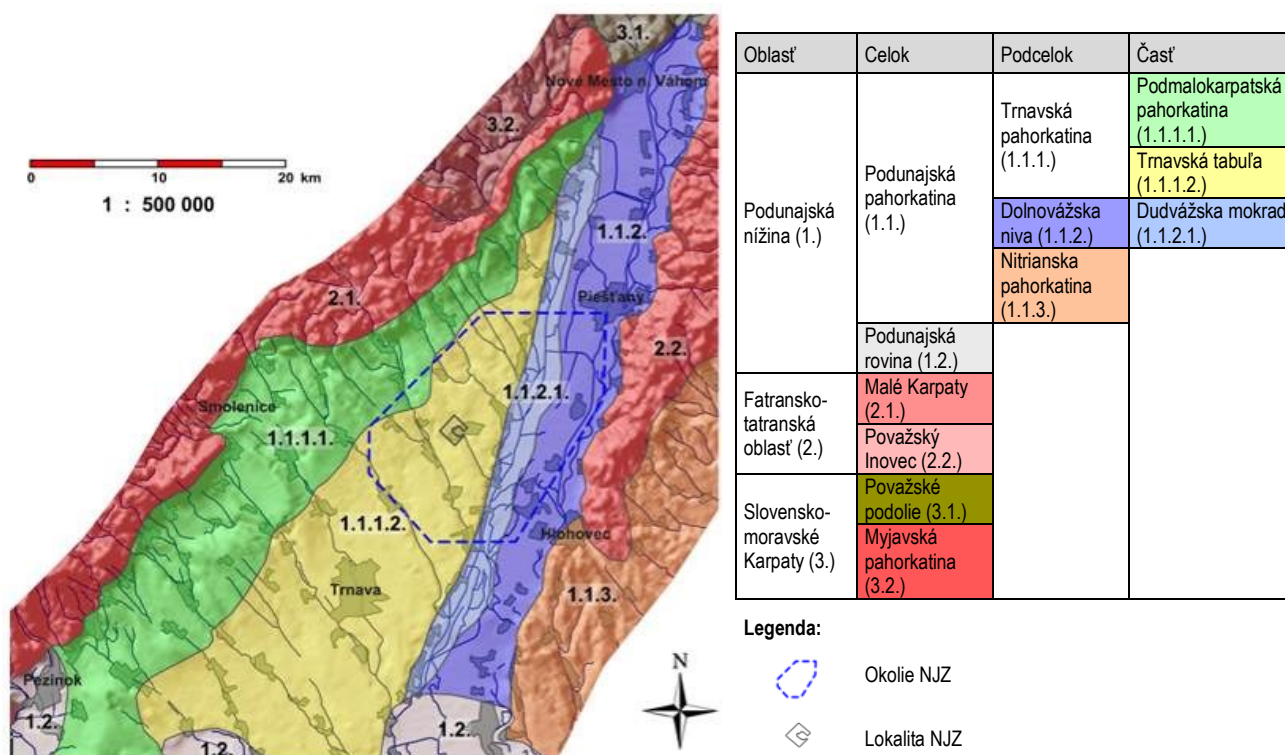 3.1.
Nové Mesto n. Váhom
3.2.
0 10 20 km
1 : 500 000
1.1.2.
2.1.
Piešťany
2.2.
1.1.2.1.
Smolenice
1.1.1.1.
1.1.1.2.
Hlohovec
Trnava
1.1.3.
N
Pezinok
1.2.
1.2.
1.2.
Oblasť Celok Podcelok Časť
Podunajská
nížina (1.)
Podunajská
pahorkatina
(1.1.)
Trnavská
pahorkatina
(1.1.1.)
Podmalokarpatská
pahorkatina
(1.1.1.1.)
Trnavská tabuľa
(1.1.1.2.)
Dolnovážska
niva (1.1.2.)
Dudvážska mokrad
(1.1.2.1.)
Nitrianska
pahorkatina
(1.1.3.)
Podunajská
rovina (1.2.)
Fatransko-
tatranská
oblasť (2.)
Malé Karpaty
(2.1.)
Považský
Inovec (2.2.)
Slovensko-
moravské
Karpaty (3.)
Považské
podolie (3.1.)
Myjavská
pahorkatina
(3.2.)
Legenda:
Okolie NJZ
Lokalita NJZ